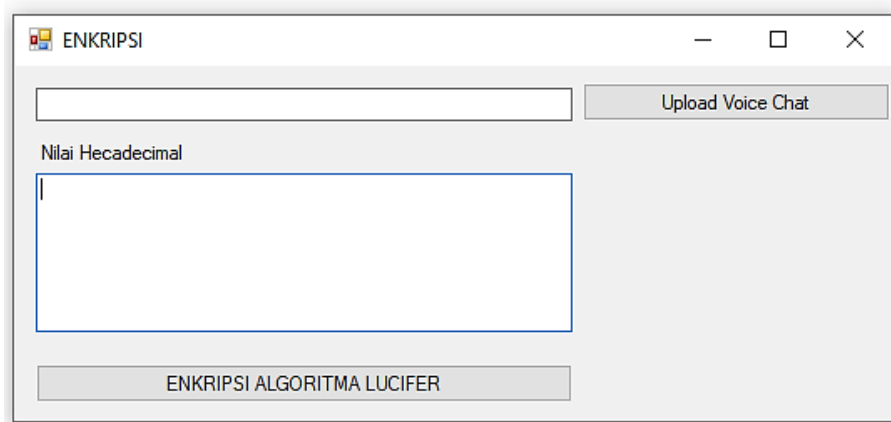 ENKRIPSI
Upload Voice Chat
Nilai Hecadecimal
ENKRIPSI ALGORITMA LUCIFER